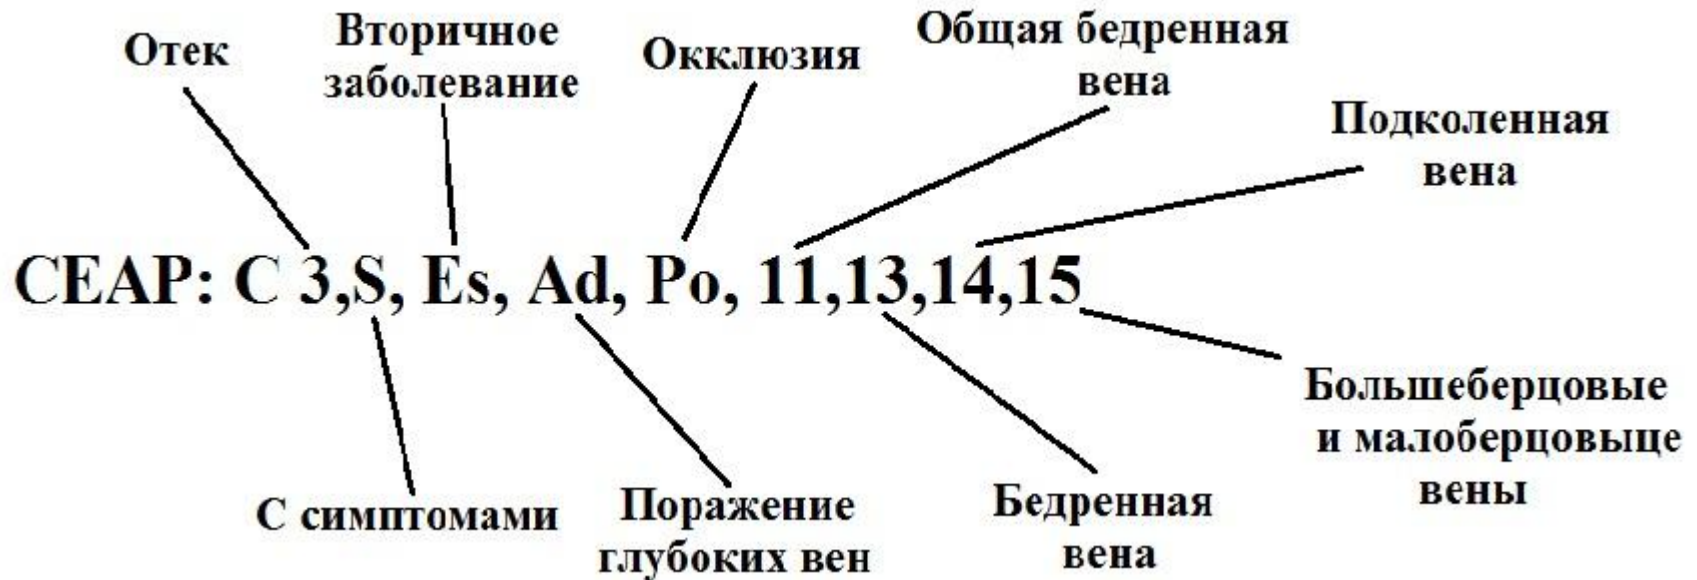 Отек
Вторичное
заболевание
Окклюзия
Общая бедренная
вена
Подколенная
вена
CEAP: C 3,S, Es, Ad, Po, 11,13,14,15
С симптомами
Поражение
глубоких вен
Бедренная
вена
Большеберцовые
и малоберцовыце
вены